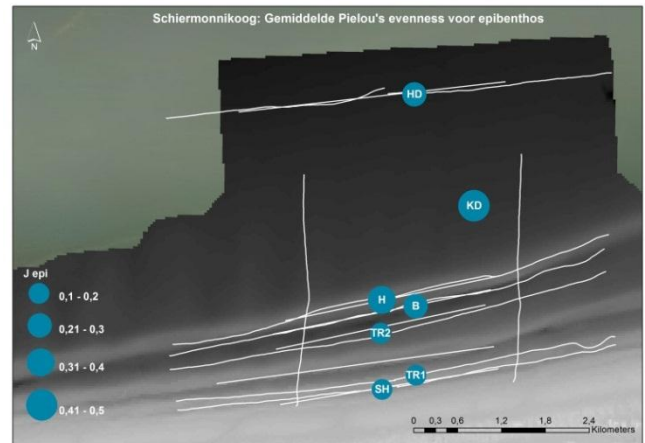 Schiermonnikoog: Gemiddelde Pielou's evenness voor epibenthos
N
HD
KD
H
B
TR2
TR1
SH
J epi
0,1 - 0,2
0,21 - 0,3
0,31 - 0,4
0,41 - 0,5
0 0,3 0,6 1,2 1,8 2,4
Kilometers